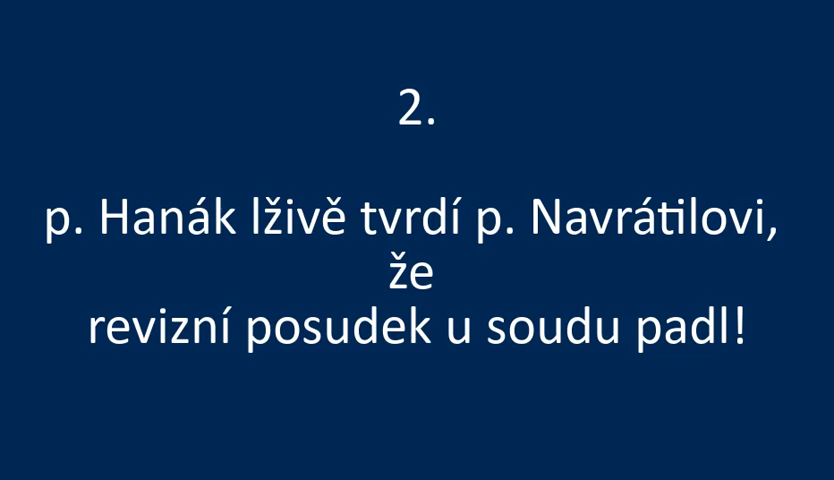 2.
p. Hanák lživě tvrdí p. Navrátilovi,
že
revizní posudek u soudu padl!